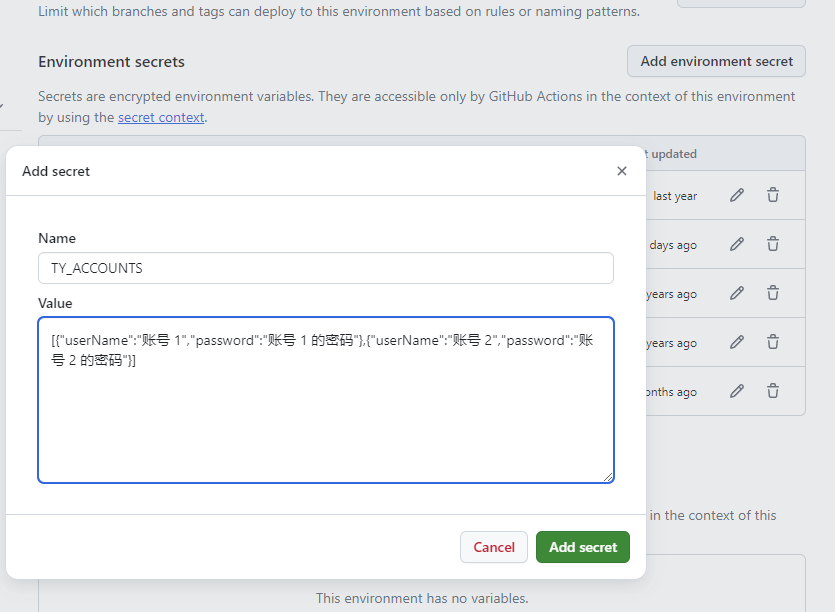 Limit which branches and tags can deploy to this environment based on rules or naming patterns.
Environment secrets
Add environment secret
Secrets are encrypted environment variables. They are accessible only by GitHub Actions in the context of this environment
by using the secret context.
updated
Add secret
last year
Name
days ago
TY_ACCOUNTS
years ago
Value
[{"userName":"账号 1","password":"账号 1 的密码"},{"userName":"账号 2","password":"账
号 2 的密码"}]
years ago
ago
in the context of this
Cancel
Add secret
This environment has no variables.